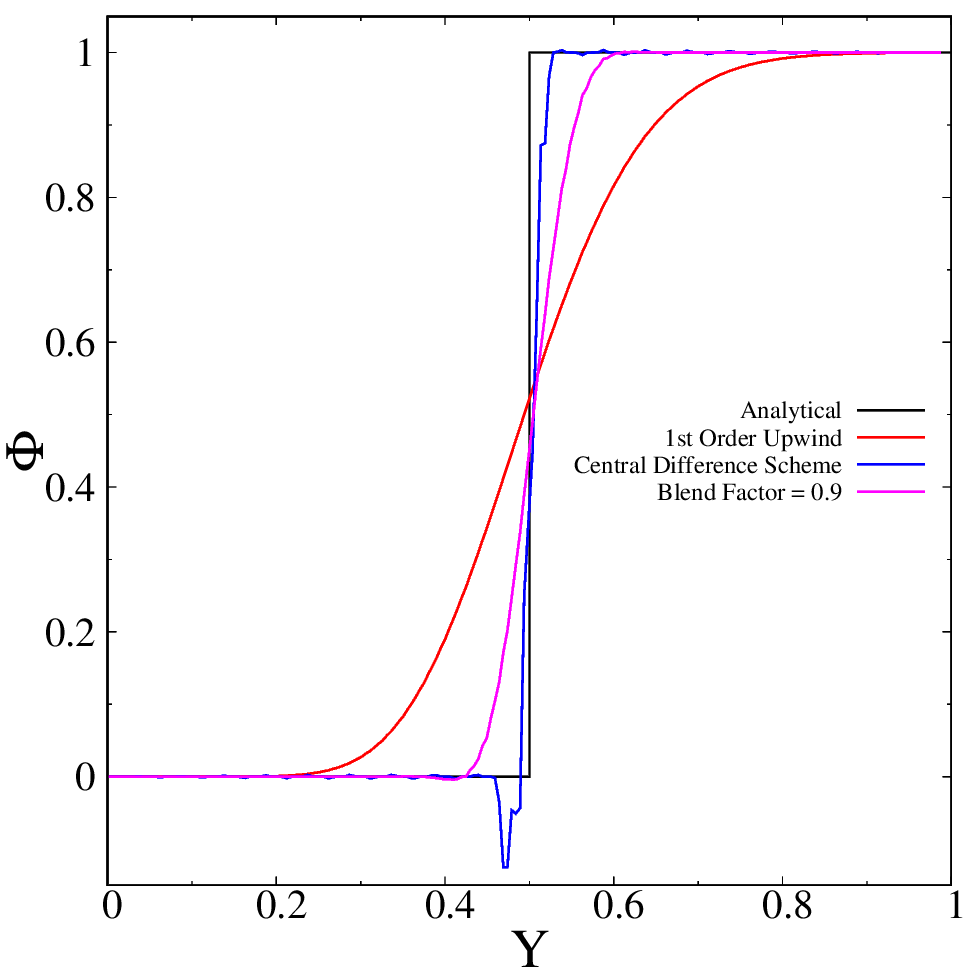 1
0.8
0.6
0.4
0.2
0
Φ
Analytical
1st Order Upwind
Central Difference Scheme
Blend Factor = 0.9
0 0.2 0.4 0.6 0.8 1
Y